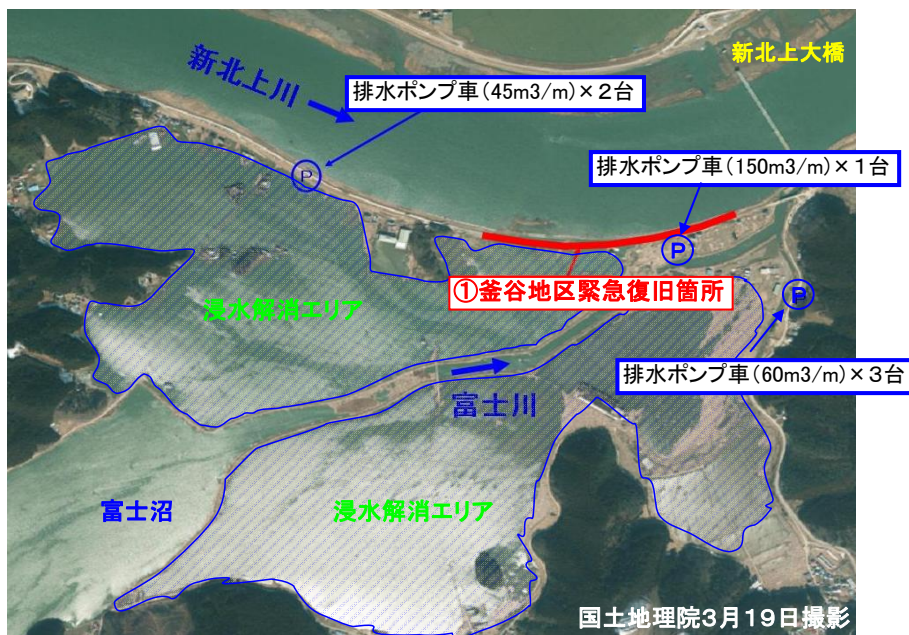 新北上大橋
新北上川
排水ポンプ車(45m3/m)×2台
P
排水ポンプ車(150m3/m)×1台
P
①釜谷地区緊急復旧箇所
P
浸水解消エリア
排水ポンプ車(60m3/m)×3台
富士川
富士沼
浸水解消エリア
国土地理院3月19日撮影